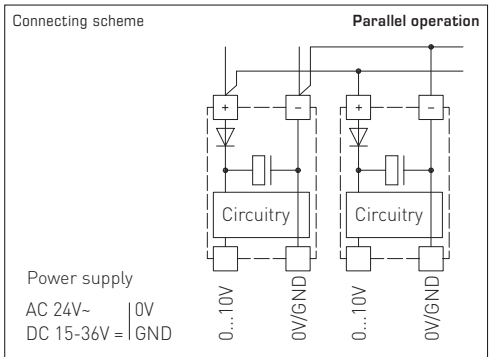 Connecting scheme
Parallel operation
+
−
+
−
Circuitry
Circuitry
Power supply
AC 24V~ 0V
DC 15-36V = GND
0...10V
0V/GND
0...10V
0V/GND